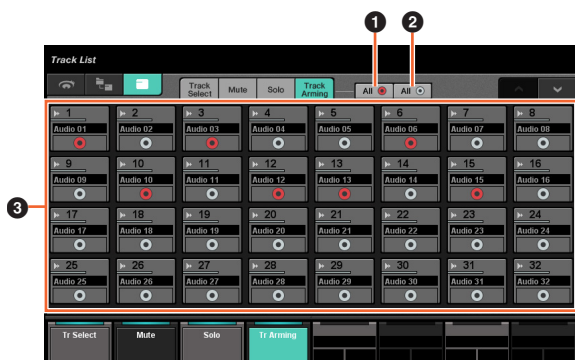 1 2
Track List
Track Select Mute Solo Track Arming All All
1 2 3 4 5 6 7 8
Audio 01 Audio 02 Audio 03 Audio 04 Audio 05 Audio 06 Audio 07 Audio 08
9 10 11 12 13 14 15 16
Audio 09 Audio 10 Audio 11 Audio 12 Audio 13 Audio 14 Audio 15 Audio 16
3
17 18 19 20 21 22 23 24
Audio 17 Audio 18 Audio 19 Audio 20 Audio 21 Audio 22 Audio 23 Audio 24
25 26 27 28 29 30 31 32
Audio 25 Audio 26 Audio 27 Audio 28 Audio 29 Audio 30 Audio 31 Audio 32
Tr Select Mute Solo Tr Arming